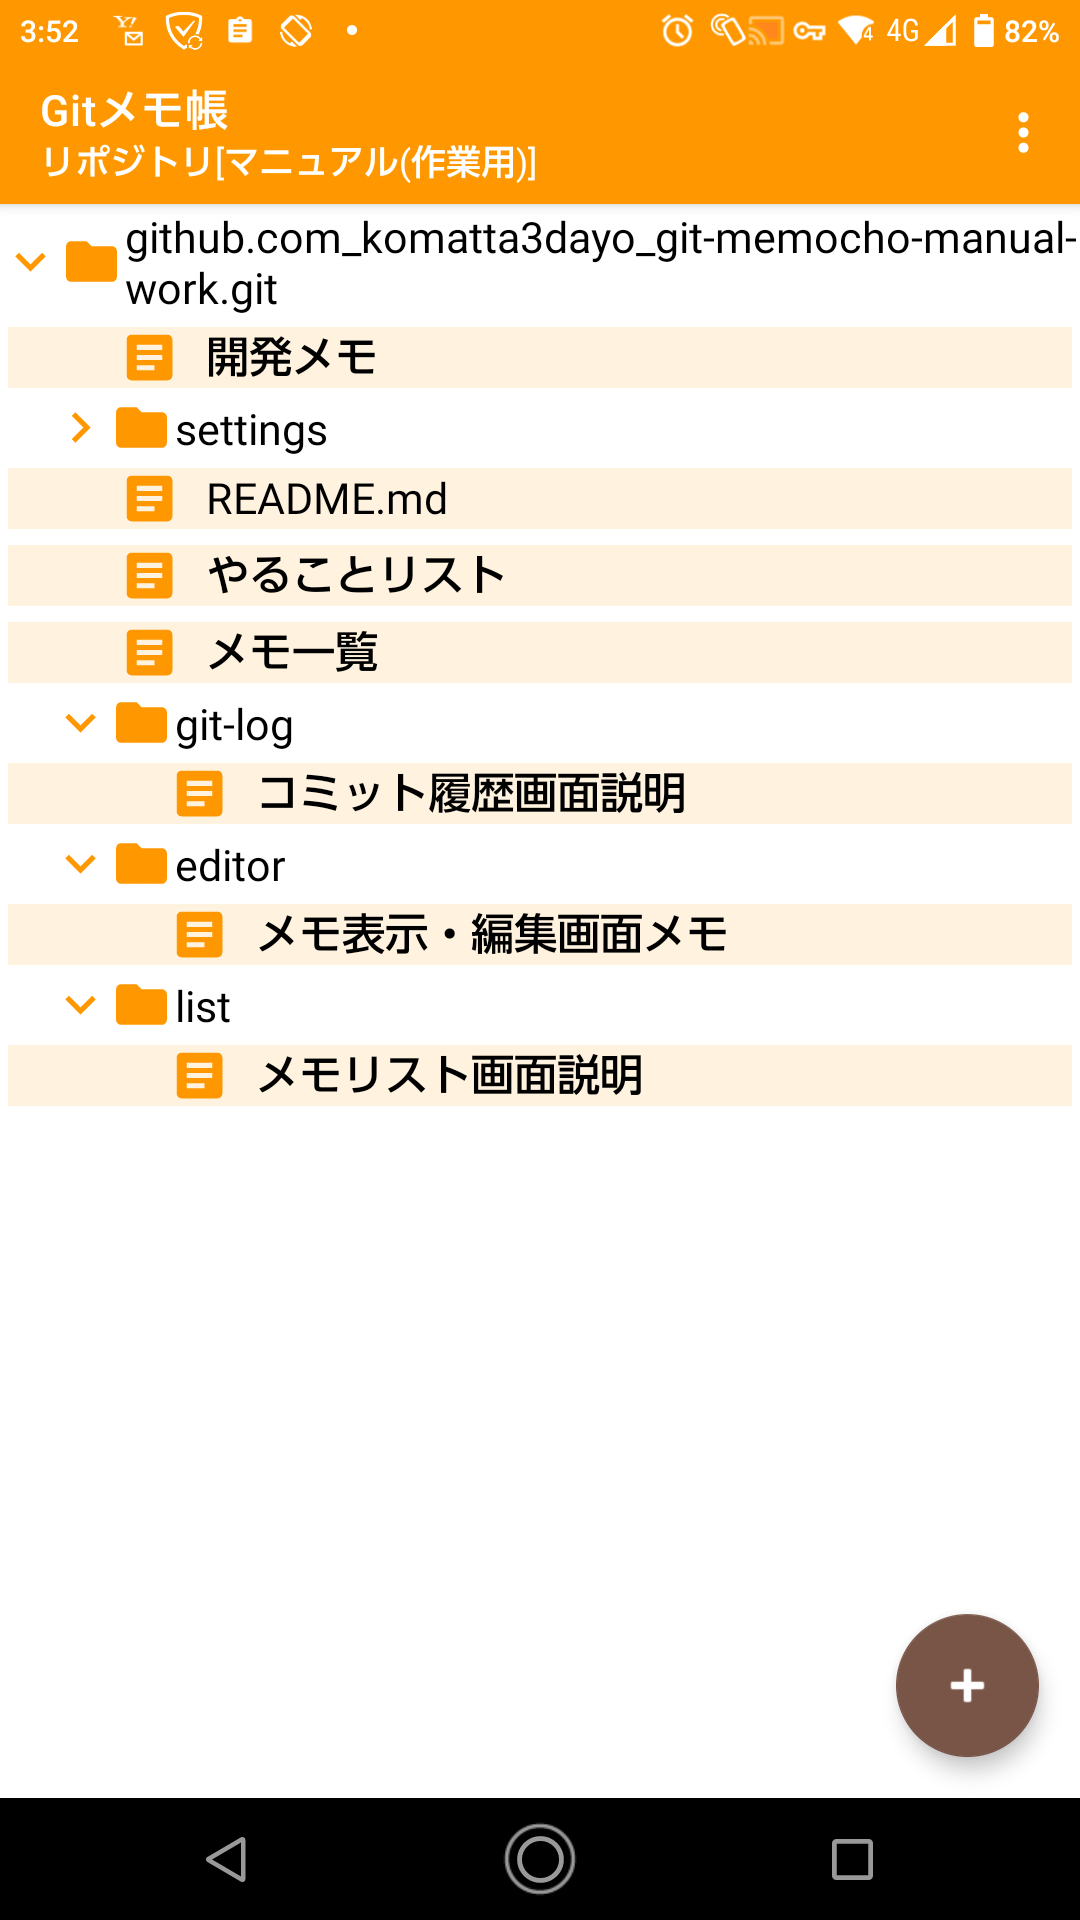 3:52 4G 82%
Gitメモ帳
リポジトリ[マニュアル(作業用)]
github.com_komatta3dayo_git-memocho-manual-
work.git
開発メモ
settings
README.md
やることリスト
メモ一覧
git-log
コミット履歴画面説明
editor
メモ表示・編集画面メモ
list
メモリスト画面説明